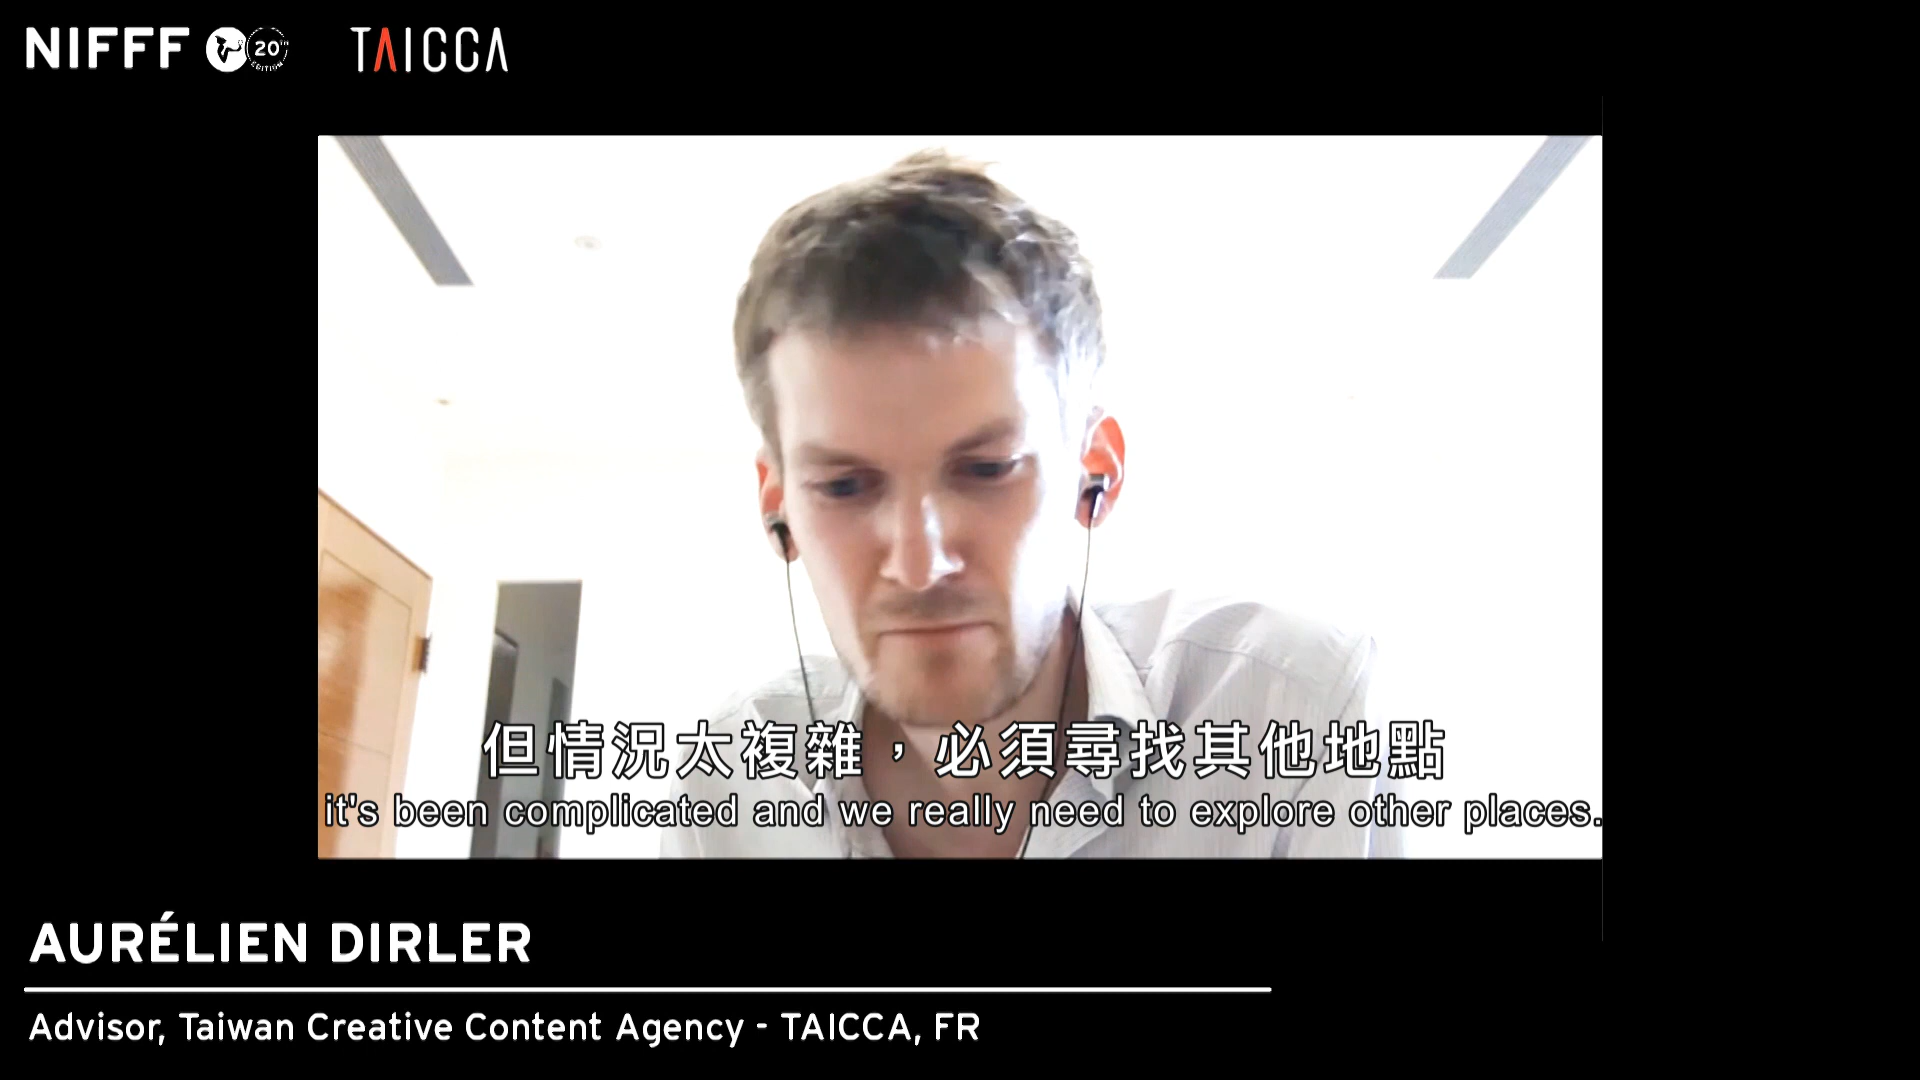 NIFFF 20TH EDITION TAICCA
但情況太複雜，必須尋找其他地點
it's been complicated and we really need to explore other places.
AURÉLIEN DIRLER
Advisor, Taiwan Creative Content Agency - TAICCA, FR